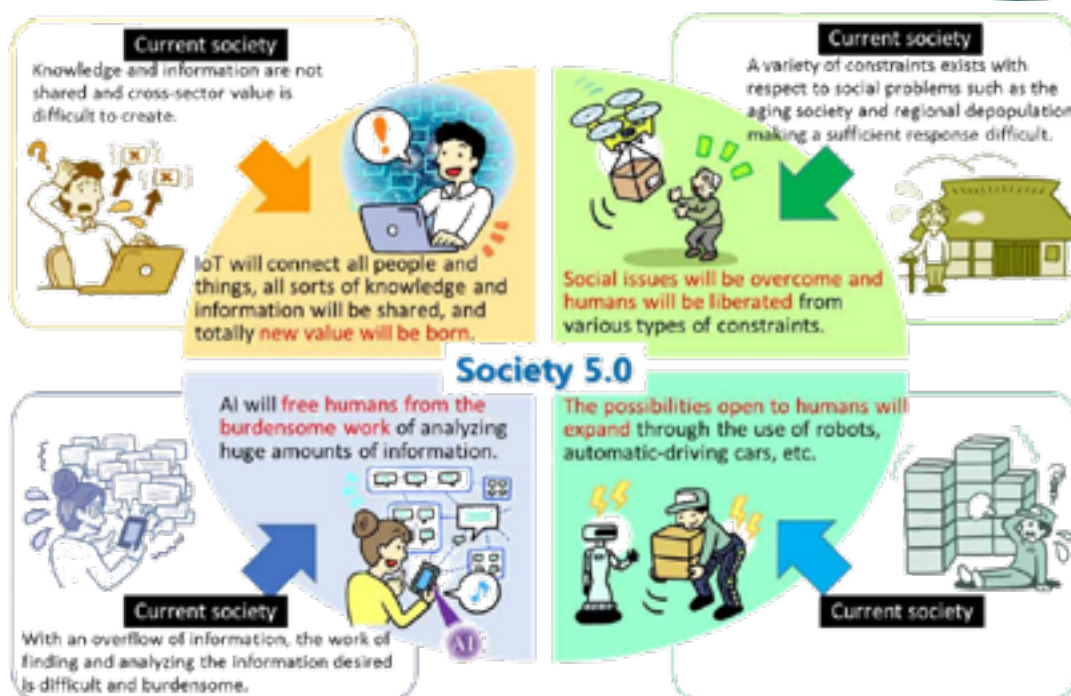 Current society
Knowledge and information are not
shared and cross-sector value is
difficult to create.
IoT will connect all people and
things, all sorts of knowledge and
information will be shared, and
totally new value will be born.
Current society
A variety of constraints exists with
respect to social problems such as the
aging society and regional depopulation
making a sufficient response difficult.
Social issues will be overcome and
humans will be liberated from
various types of constraints.
Society 5.0
AI will free humans from the
burdensome work of analyzing
huge amounts of information.
AI
Current society
With an overflow of information, the work of
finding and analyzing the information desired
is difficult and burdensome.
The possibilities open to humans will
expand through the use of robots,
automatic-driving cars, etc.
Current society